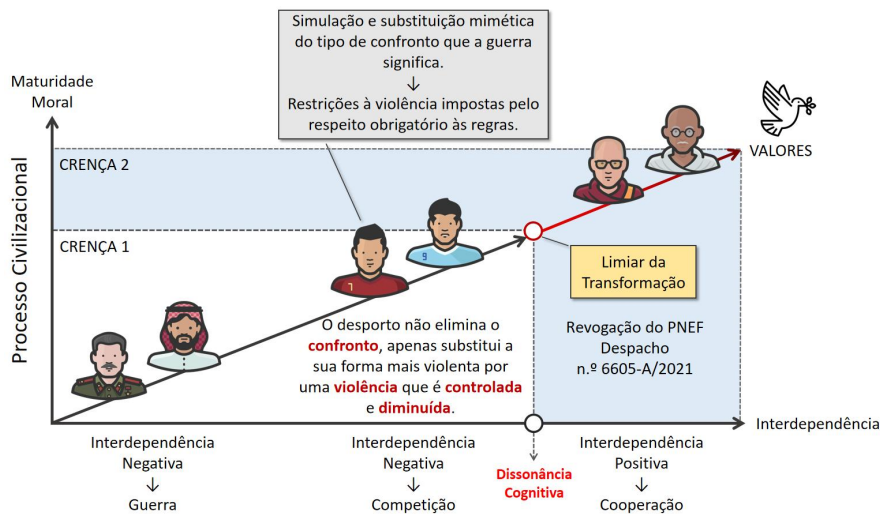 Simulação e substituição mimética
do tipo de confronto que a guerra
significa.
↓
Restrições à violência impostas pelo
respeito obrigatório às regras.
Maturidade
Moral
Processo Civilizacional
CRENÇA 2
VALORES
CRENÇA 1
7
9
Limiar da
Transformação
O desporto não elimina o
confronto, apenas substitui a
sua forma mais violenta por
uma violência que é controlada
e diminuída.
Revogação do PNEF
Despacho
n.º 6605-A/2021
Interdependência
Interdependência
Negativa
↓
Guerra
Interdependência
Negativa
↓
Competição
Dissonância
Cognitiva
Interdependência
Positiva
↓
Cooperação